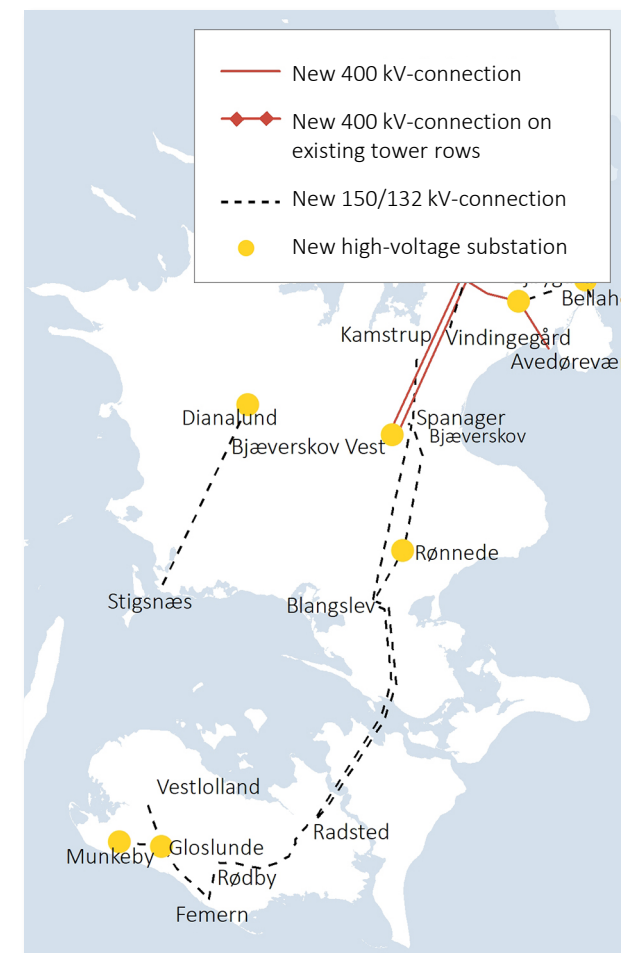 New 400 kV-connection
New 400 kV-connection on
existing tower rows
New 150/132 kV-connection
New high-voltage substation
Kamstrup
Vindingegård
Dianalund
Spanager
Bjæverskov
Bjæverskov Vest
Rønnede
Stigsnæs
Blangslev
Vestlolland
Radsted
Gloslunde
Munkeby
Rødby
Femern